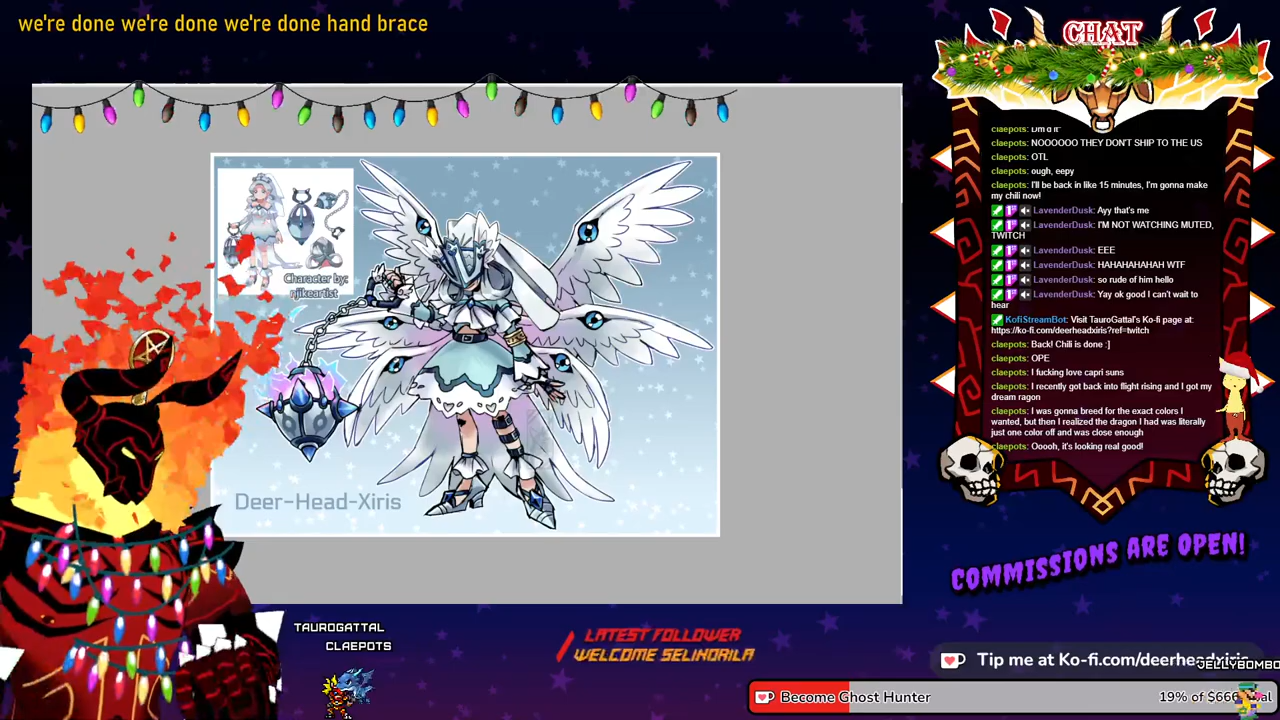 we're done we're done we're done hand brace
CHAT
claepots: Dm'd it
claepots: NOOOOOO THEY DON'T SHIP TO THE US
claepots: OTL
claepots: ough, eepy
claepots: I'll be back in like 15 minutes, I'm gonna make
my chili now!
LavenderDusk: Ayy that's me
LavenderDusk: I'M NOT WATCHING MUTED,
TWITCH
LavenderDusk: EEE
LavenderDusk: HAHAHAHAHAH WTF
LavenderDusk: so rude of him hello
LavenderDusk: Yay ok good I can't wait to
hear
KofiStreamBot: Visit TauroGattal's Ko-fi page at:
https://ko-fi.com/deerheadxiris?ref=twitch
claepots: Back! Chili is done :]
claepots: OPE
claepots: I fucking love capri suns
claepots: I recently got back into flight rising and I got my
dream ragon
claepots: I was gonna breed for the exact colors I
wanted, but then I realized the dragon I had was literally
just one color off and was close enough
claepots: Ooooh, it's looking real good!
Character by:
njikeartist
Deer-Head-Xiris
COMMISSIONS ARE OPEN!
TAUROGATTAL
CLAEPOTS
LATEST FOLLOWER
WELCOME SELINORILA
Tip me at Ko-fi.com/deerheadxiris
JELLYBOMBO
Become Ghost Hunter
19% of $666